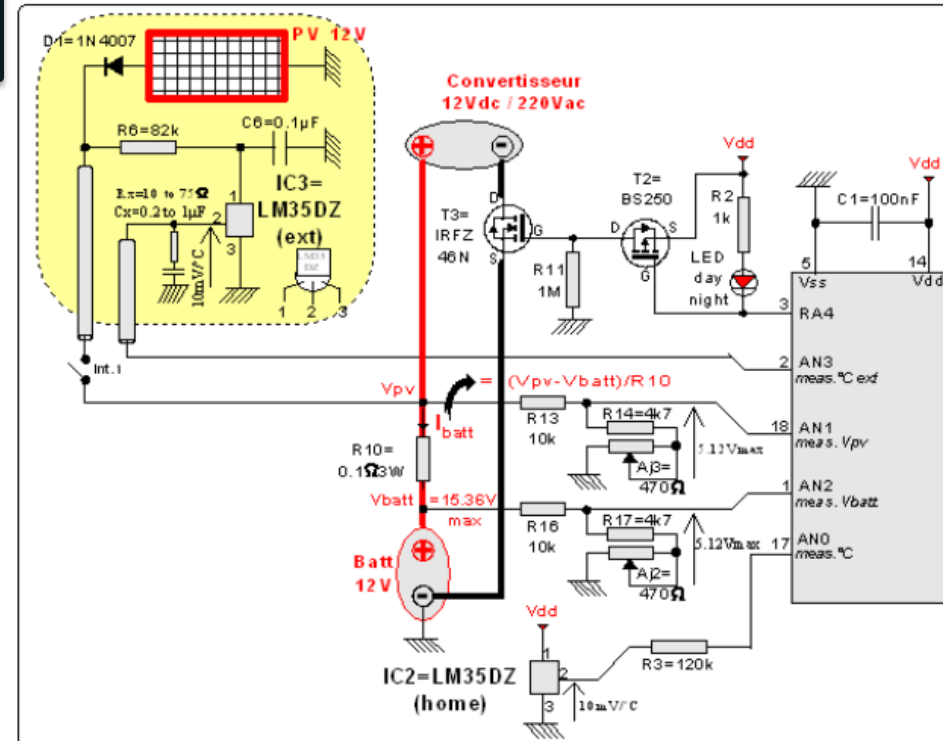 D1=1N4007
PV 12V
R6=82k
C6=0.1µF
Rx=10 to 75Ω
Cx=0.2 to 1µF
1
2
3
IC3=
LM35DZ
(ext)
10mV/°C
LM35
DZ
1 2 3
Int.1
Convertisseur
12Vdc / 220Vac
+
-
D
G
S
T3=
IRFZ
46N
R11
1M
T2=
BS250
D
S
G
Vdd
R2
1k
LED
day
night
C1=100nF
Vdd
5
Vss
14
Vdd
3
RA4
2
AN3
meas.°C ext
18
AN1
meas. Vpv
1
AN2
meas. Vbatt
17
AN0
meas.°C
Vpv
= (Vpv-Vbatt)/R10
Ibatt
R10=
0.1Ω3W
Vbatt =15.36V
max
R13
10k
R14=4k7
Aj3=
470Ω
5.12Vmax
R16
10k
R17=4k7
Aj2=
470Ω
5.12Vmax
Batt
12V
+
-
Vdd
1
2
3
IC2=LM35DZ
(home)
10mV/°C
R3=120k